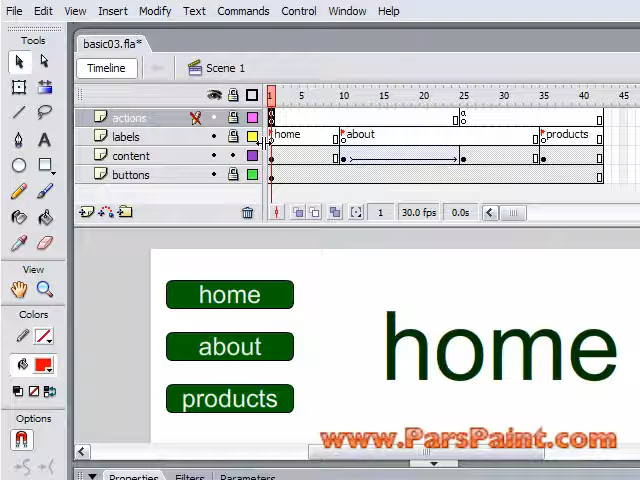 File Edit View Insert Modify Text Commands Control Window Help
Tools
basic03.fla*
Timeline
Scene 1
1 5 10 15 20 25 30 35 40 45
actions
a a
labels
home about products
content
buttons
1 30.0 fps 0.0s
View
Colors
Options
home
about
products
home
www.ParsPaint.com
Properties Filters Parameters